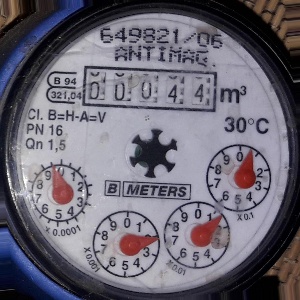 649821/06
ANTIMAG
B 94
321.04
00044 m³
Cl. B=H-A=V
PN 16
Qn 1,5
30°C
B METERS
x 0.0001
x 0.001
x 0.01
x 0.1